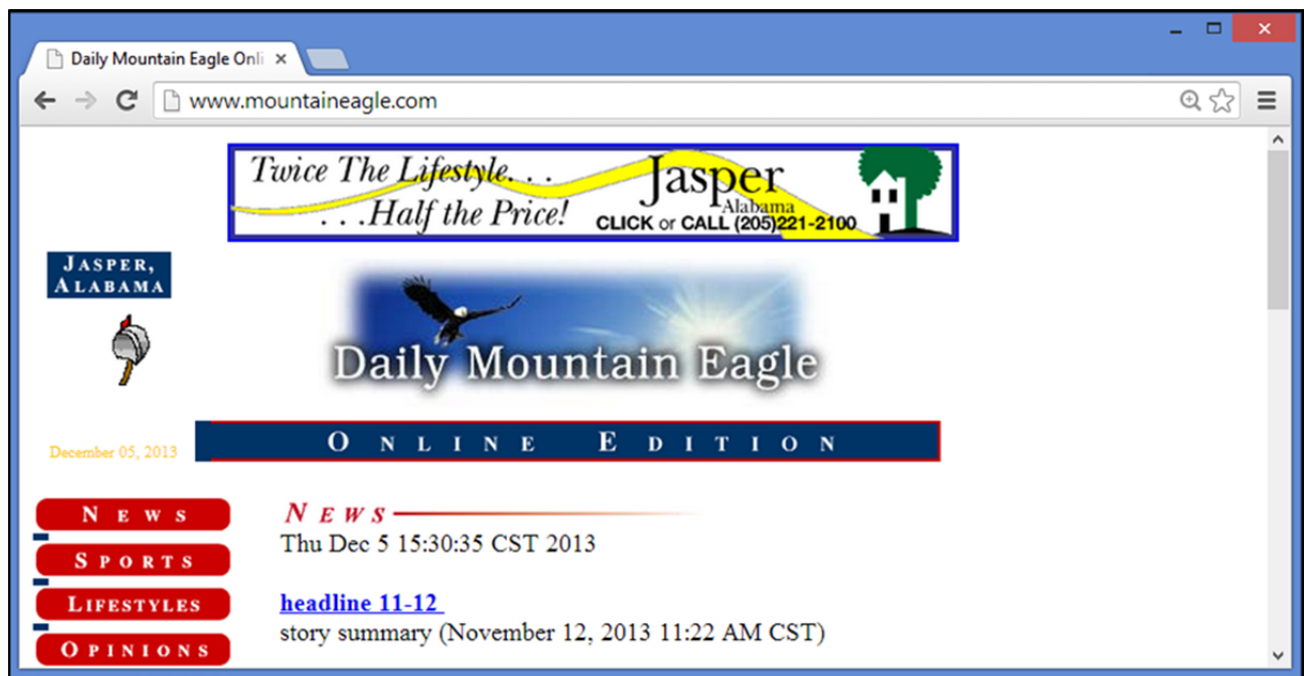 Daily Mountain Eagle Onli
www.mountaineagle.com
Twice The Lifestyle. . .
. . .Half the Price!
Jasper
Alabama
CLICK or CALL (205)221-2100
JASPER,
ALABAMA
Daily Mountain Eagle
December 05, 2013
ONLINE EDITION
NEWS
SPORTS
LIFESTYLES
OPINIONS
NEWS
Thu Dec 5 15:30:35 CST 2013
headline 11-12
story summary (November 12, 2013 11:22 AM CST)